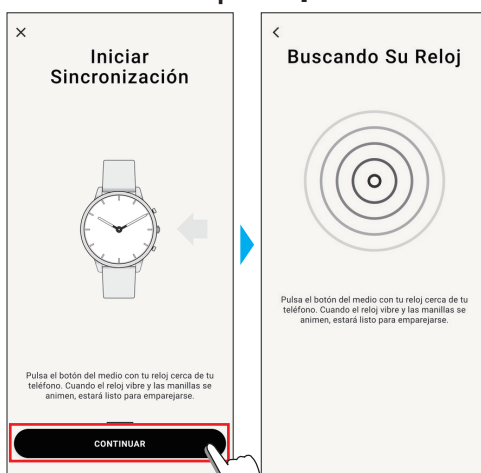 Iniciar
Sincronización
Pulsa el botón del medio con tu reloj cerca de tu
teléfono. Cuando el reloj vibre y las manillas se
animen, estará listo para emparejarse.
CONTINUAR
Buscando Su Reloj
Pulsa el botón del medio con tu reloj cerca de tu
teléfono. Cuando el reloj vibre y las manillas se
animen, estará listo para emparejarse.